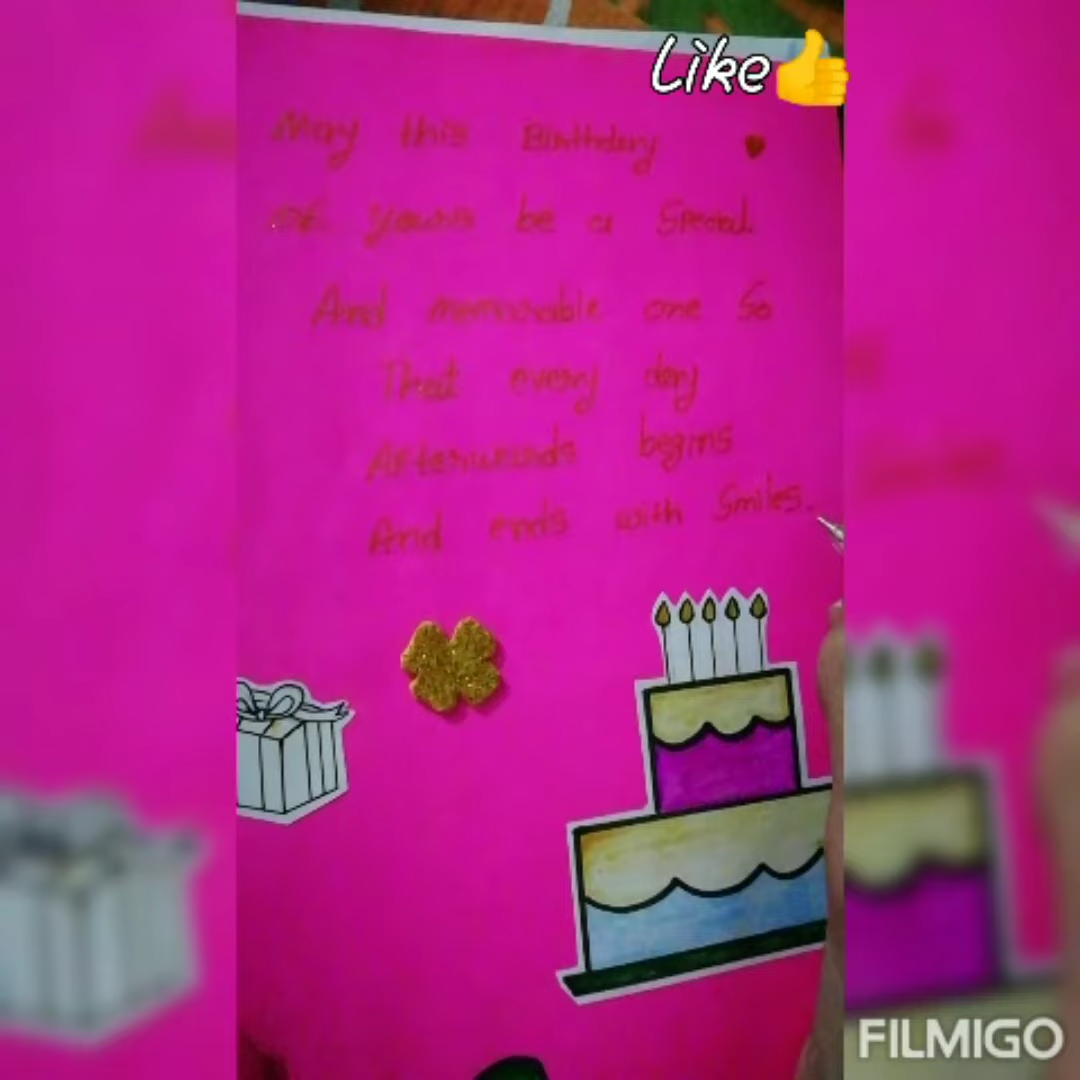 Like
May this Birthday
of yours be a Special
And memorable one So
That every day
Afterwards begins
And ends with Smiles.
FILMIGO